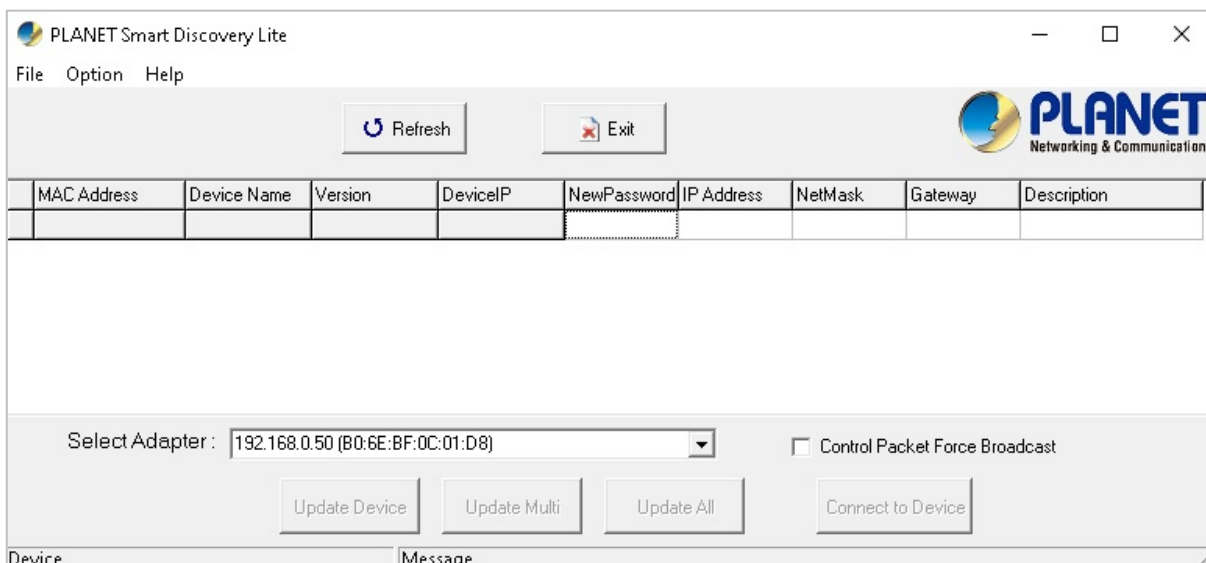 PLANET Smart Discovery Lite
File Option Help
Refresh Exit
PLANET
Networking & Communication
MAC Address Device Name Version DeviceIP NewPassword IP Address NetMask Gateway Description
Select Adapter : 192.168.0.50 (B0:6E:BF:0C:01:D8) Control Packet Force Broadcast
Update Device Update Multi Update All Connect to Device
Device Message